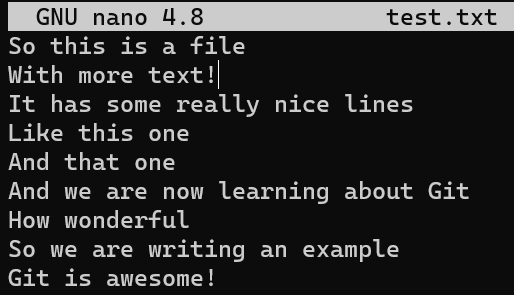 GNU nano 4.8 test.txt
So this is a file
With more text!
It has some really nice lines
Like this one
And that one
And we are now learning about Git
How wonderful
So we are writing an example
Git is awesome!